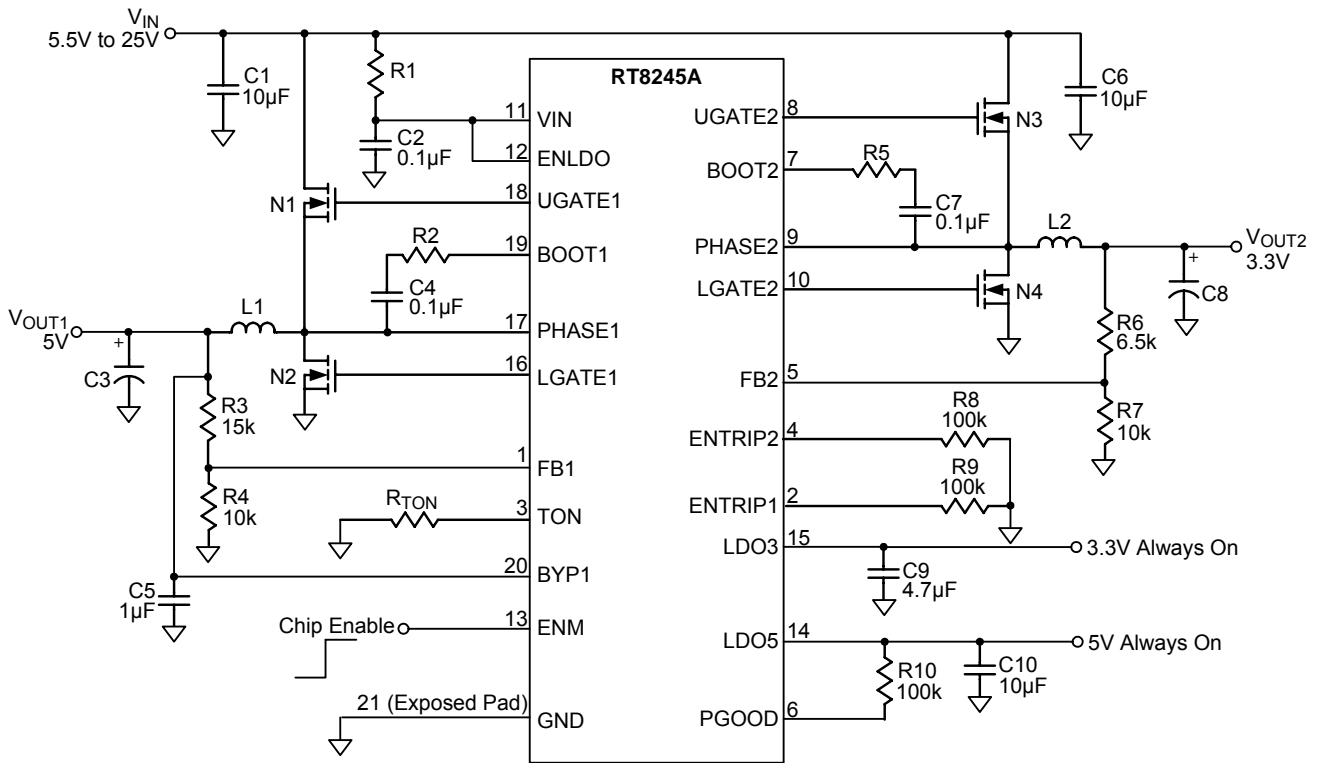 VIN
5.5V to 25V
C1
10µF
R1
C2
0.1µF
RT8245A
C6
10µF
11
VIN
12
ENLDO
18
UGATE1
19
BOOT1
17
PHASE1
16
LGATE1
1
FB1
3
TON
20
BYP1
13
ENM
21 (Exposed Pad)
GND
UGATE2
8
BOOT2
7
PHASE2
9
LGATE2
10
FB2
5
ENTRIP2
4
ENTRIP1
2
LDO3
15
LDO5
14
PGOOD
6
N1
R2
C4
0.1µF
L1
VOUT1
5V
+
C3
N2
R3
15k
R4
10k
RTON
C5
1µF
Chip Enable
N3
R5
C7
0.1µF
L2
VOUT2
3.3V
+
C8
N4
R6
6.5k
R7
10k
R8
100k
R9
100k
3.3V Always On
C9
4.7µF
5V Always On
R10
100k
C10
10µF